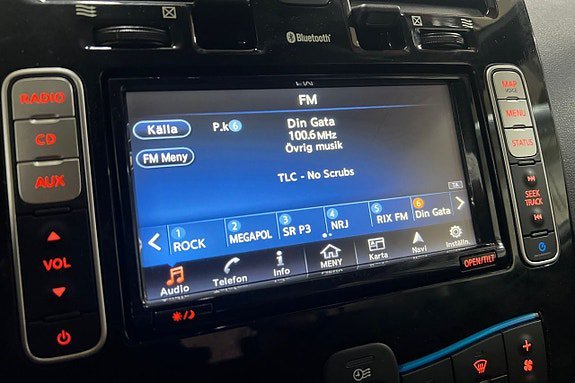 Bluetooth
RADIO
CD
AUX
VOL
FM
Källa
P.k 6
Din Gata
100.6 MHz
Övrig musik
FM Meny
TLC - No Scrubs
TA
1 ROCK
2 MEGAPOL
3 SR P3
4 NRJ
5 RIX FM
6 Din Gata
Audio
Telefon
Info
MENY
Karta
Navi
Inställn.
OPEN/TILT
MAP
VOICE
MENU
STATUS
SEEK
TRACK